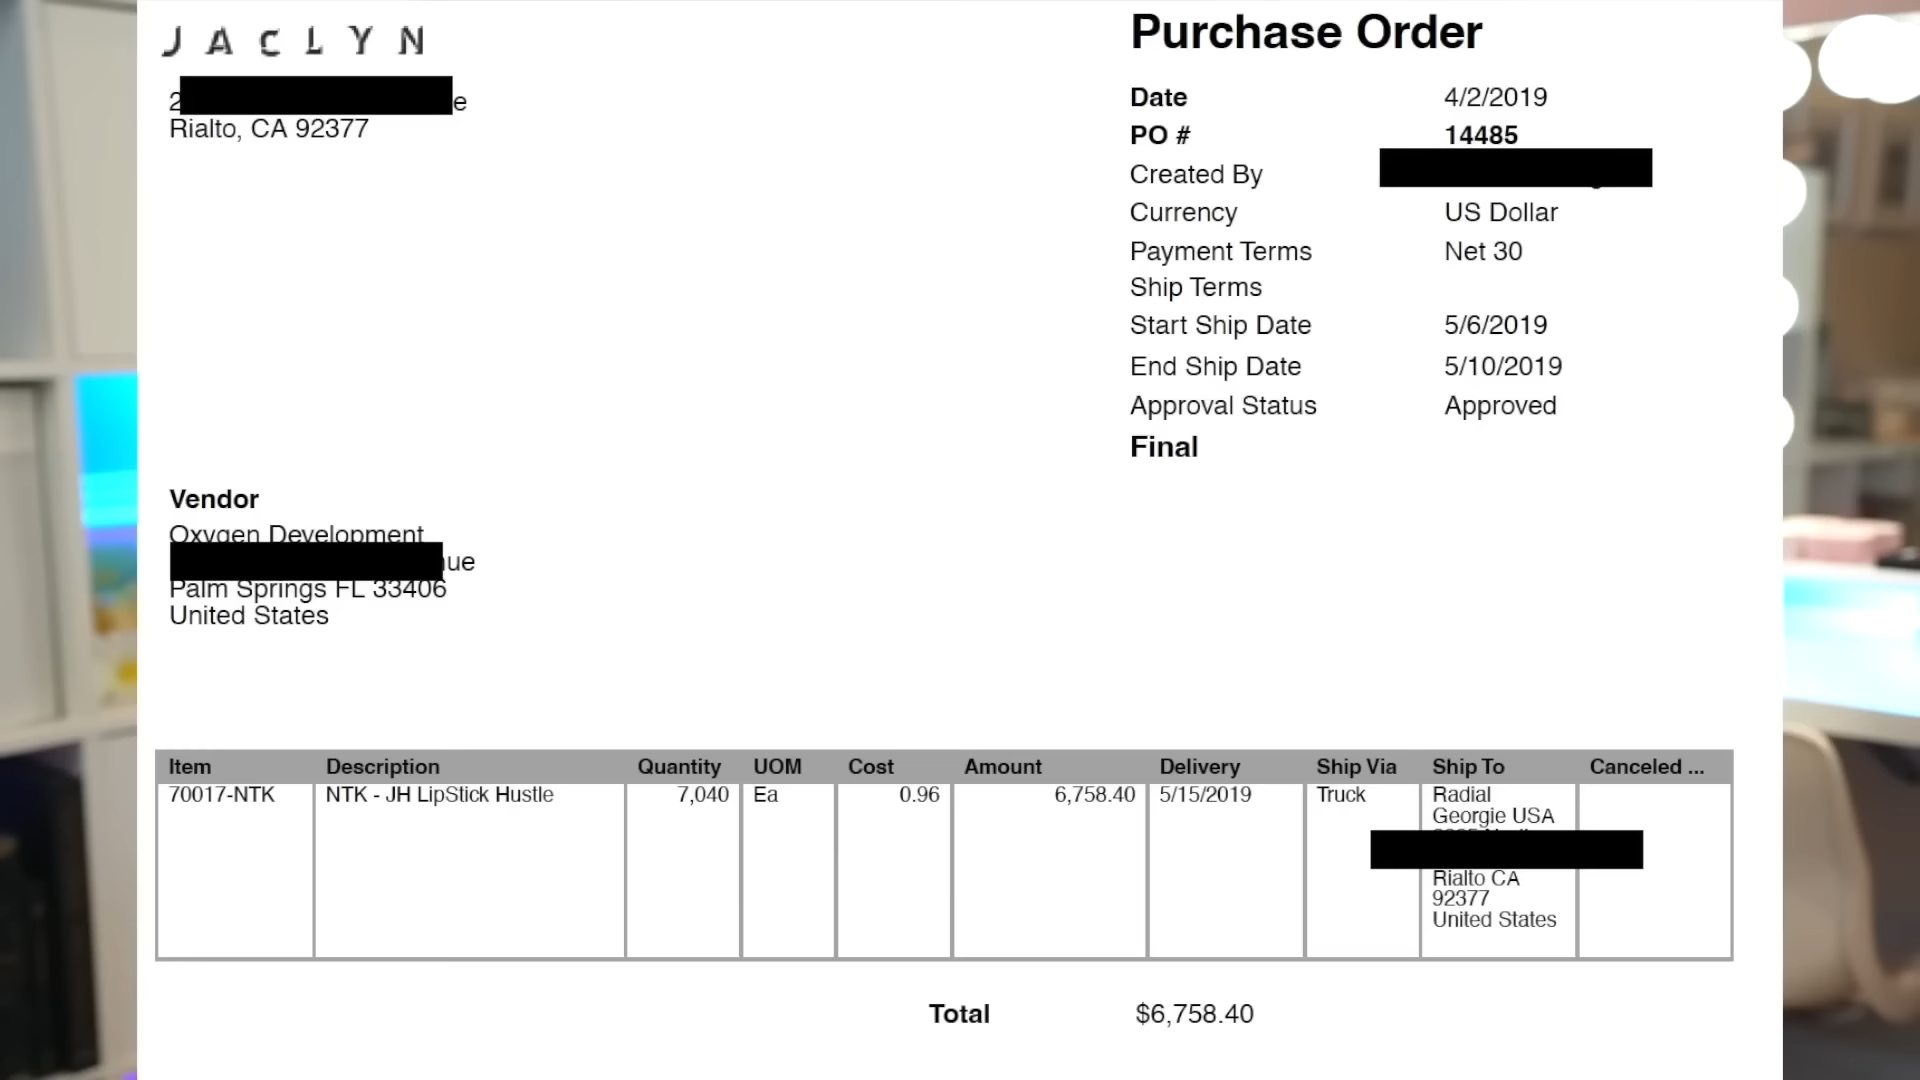 JACLYN
2 e
Rialto, CA 92377
Purchase Order
Date 4/2/2019
PO # 14485
Created By
Currency US Dollar
Payment Terms Net 30
Ship Terms
Start Ship Date 5/6/2019
End Ship Date 5/10/2019
Approval Status Approved
Final
Vendor
Oxygen Development
nue
Palm Springs FL 33406
United States
Item Description Quantity UOM Cost Amount Delivery Ship Via Ship To Canceled ...
70017-NTK NTK - JH LipStick Hustle 7,040 Ea 0.96 6,758.40 5/15/2019 Truck Radial
Georgie USA
Rialto CA
92377
United States
Total $6,758.40